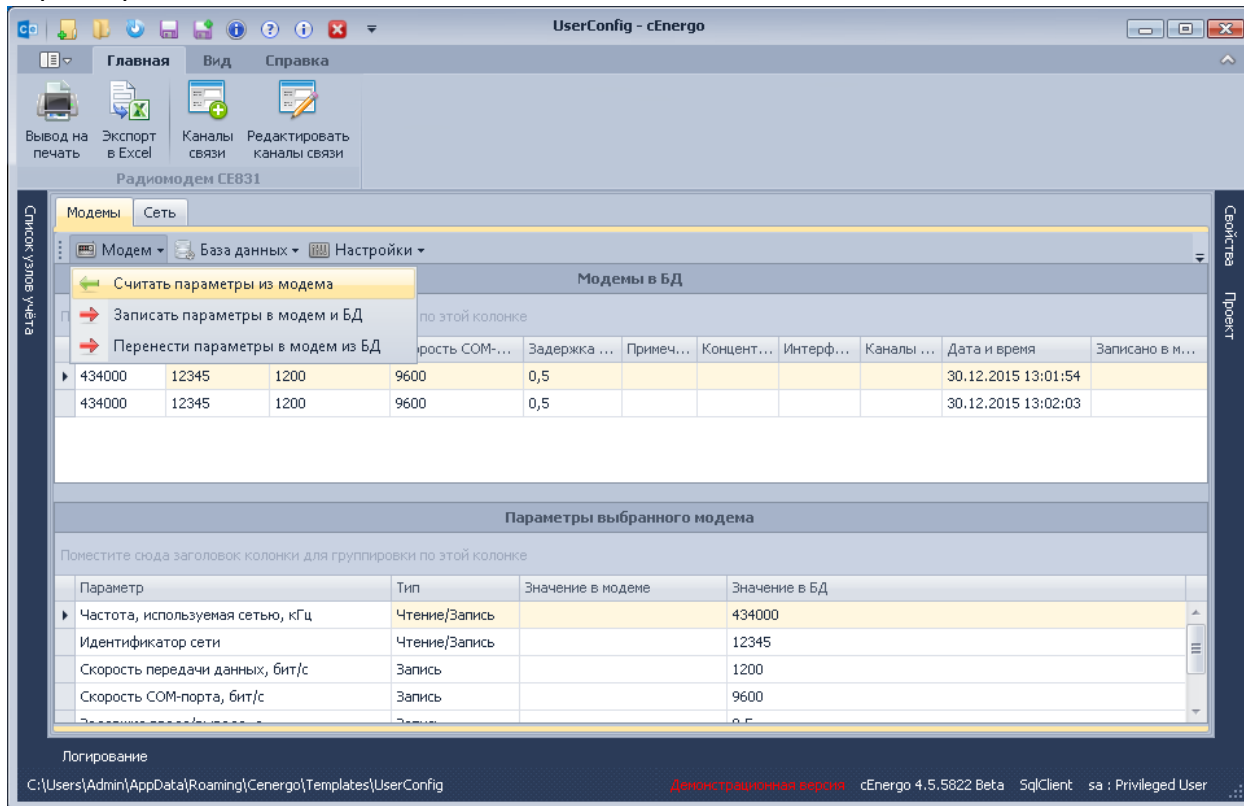 UserConfig - cEnergo
Главная Вид Справка
Вывод на печать
Экспорт в Excel
Каналы связи
Редактировать каналы связи
Радиомодем CE831
Список узлов учёта
Свойства
Проект
Модемы Сеть
Модем База данных Настройки
Считать параметры из модема
Записать параметры в модем и БД
Перенести параметры в модем из БД
Модемы в БД
по этой колонке
рость COM-... Задержка ... Примеч... Концент... Интерф... Каналы ... Дата и время Записано в м...
434000 12345 1200 9600 0,5 30.12.2015 13:01:54
434000 12345 1200 9600 0,5 30.12.2015 13:02:03
Параметры выбранного модема
Поместите сюда заголовок колонки для группировки по этой колонке
Параметр Тип Значение в модеме Значение в БД
Частота, используемая сетью, кГц Чтение/Запись 434000
Идентификатор сети Чтение/Запись 12345
Скорость передачи данных, бит/с Запись 1200
Скорость COM-порта, бит/с Запись 9600
Логирование
C:\Users\Admin\AppData\Roaming\Cenergo\Templates\UserConfig Демонстрационная версия cEnergo 4.5.5822 Beta SqlClient sa : Privileged User